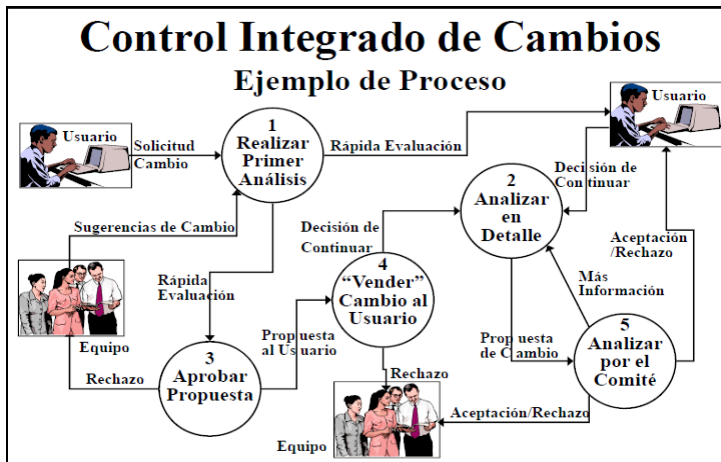 Control Integrado de Cambios
Ejemplo de Proceso
Usuario
Solicitud
Cambio
1
Realizar
Primer
Análisis
Rápida Evaluación
Usuario
Decisión de
Continuar
2
Analizar
en
Detalle
Sugerencias de Cambio
Decisión de
Continuar
Aceptación
/Rechazo
Rápida
Evaluación
4
“Vender”
Cambio al
Usuario
Más
Información
Equipo
Propuesta
al Usuario
Propuesta
de Cambio
5
Analizar
por el
Comité
3
Aprobar
Propuesta
Rechazo
Rechazo
Aceptación/Rechazo
Equipo